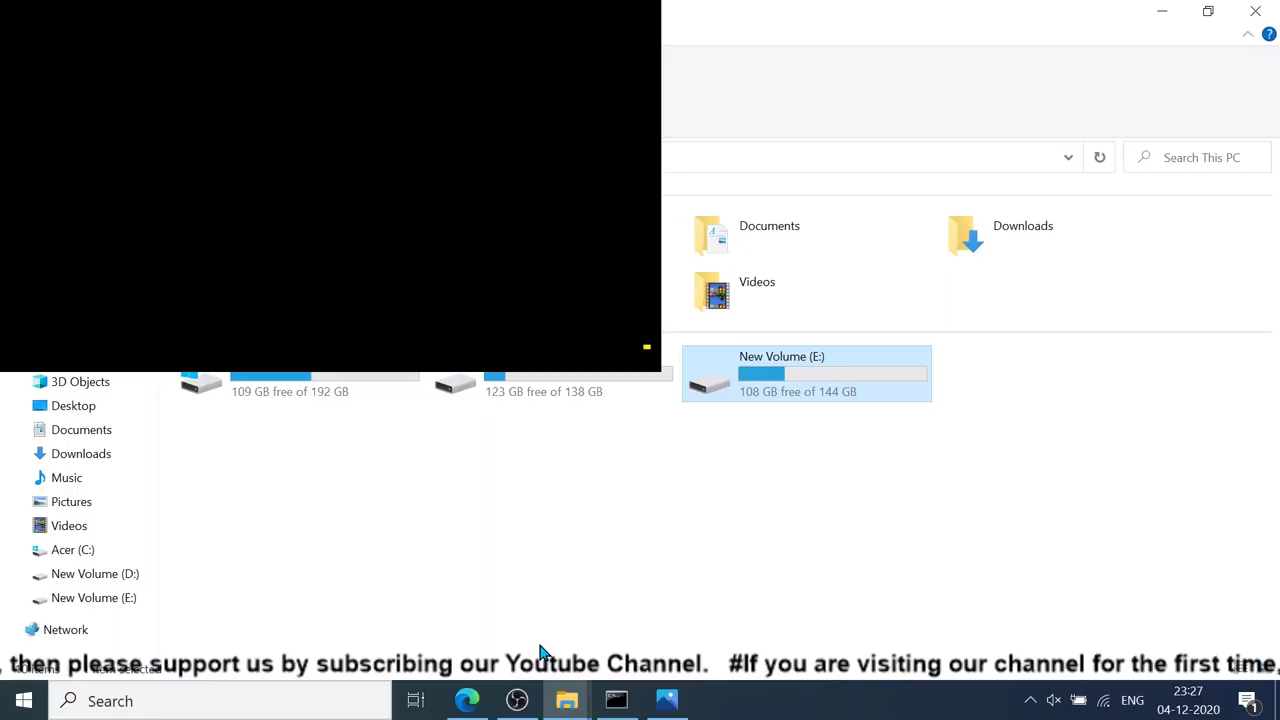 Search This PC
Documents
Downloads
Videos
New Volume (E:)
109 GB free of 192 GB
123 GB free of 138 GB
108 GB free of 144 GB
3D Objects
Desktop
Documents
Downloads
Music
Pictures
Videos
Acer (C:)
New Volume (D:)
New Volume (E:)
Network
, then please support us by subscribing our Youtube Channel. #If you are visiting our channel for the first time,
Search
ENG
23:27
04-12-2020
1